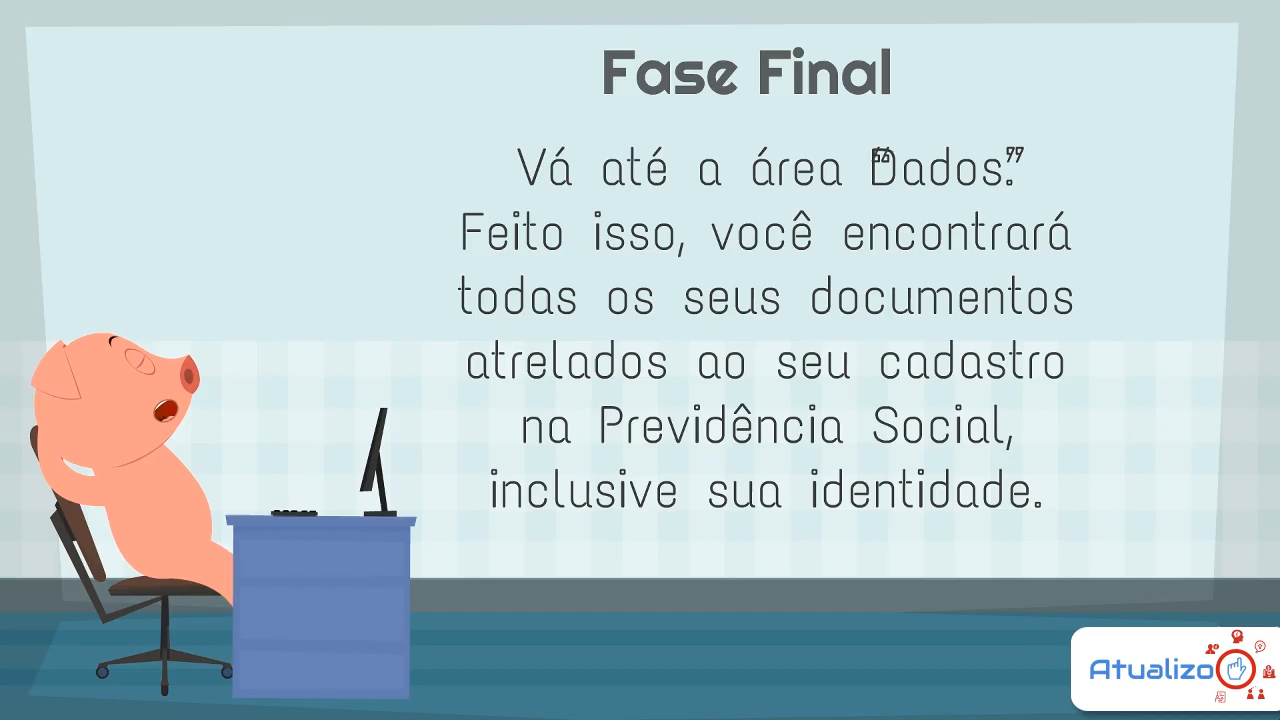 Fase Final
Vá até a área “Dados”.
Feito isso, você encontrará
todas os seus documentos
atrelados ao seu cadastro
na Previdência Social,
inclusive sua identidade.
Atualizo